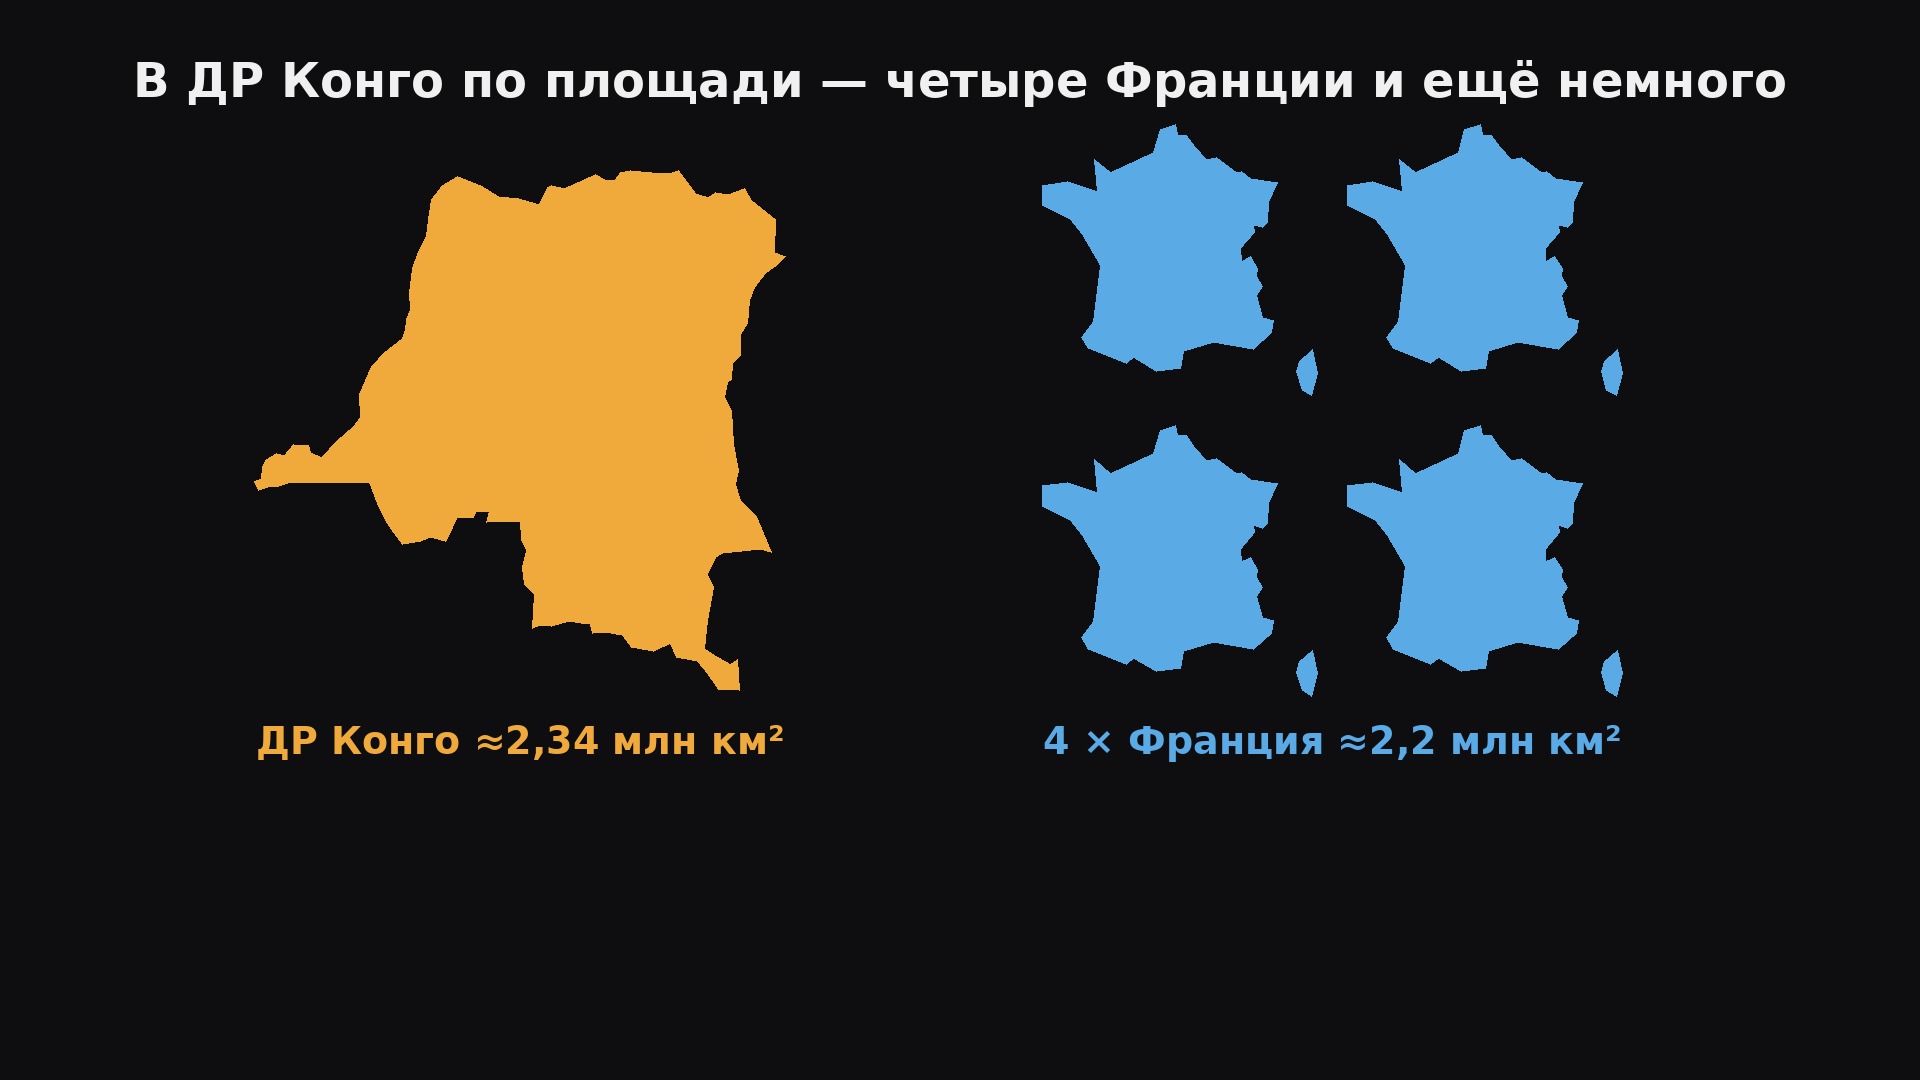 В ДР Конго по площади — четыре Франции и ещё немного
ДР Конго ≈2,34 млн км²
4 × Франция ≈2,2 млн км²